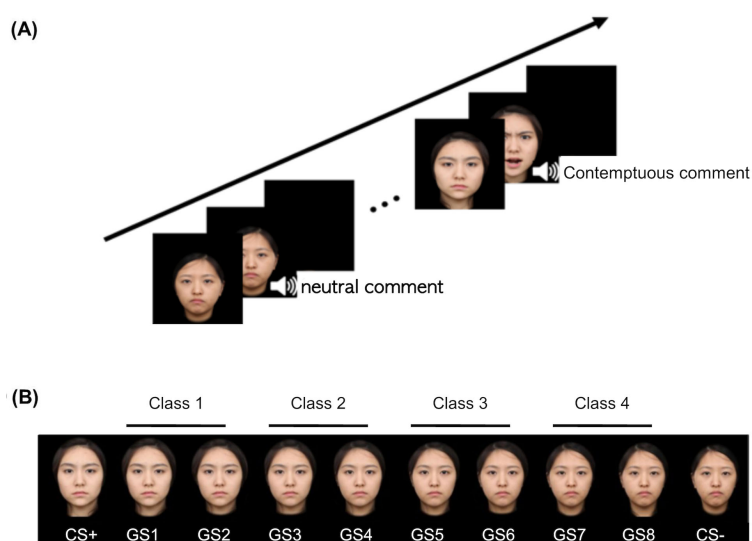 (A)
Contemptuous comment
neutral comment
(B)
Class 1 Class 2 Class 3 Class 4
CS+ GS1 GS2 GS3 GS4 GS5 GS6 GS7 GS8 CS-